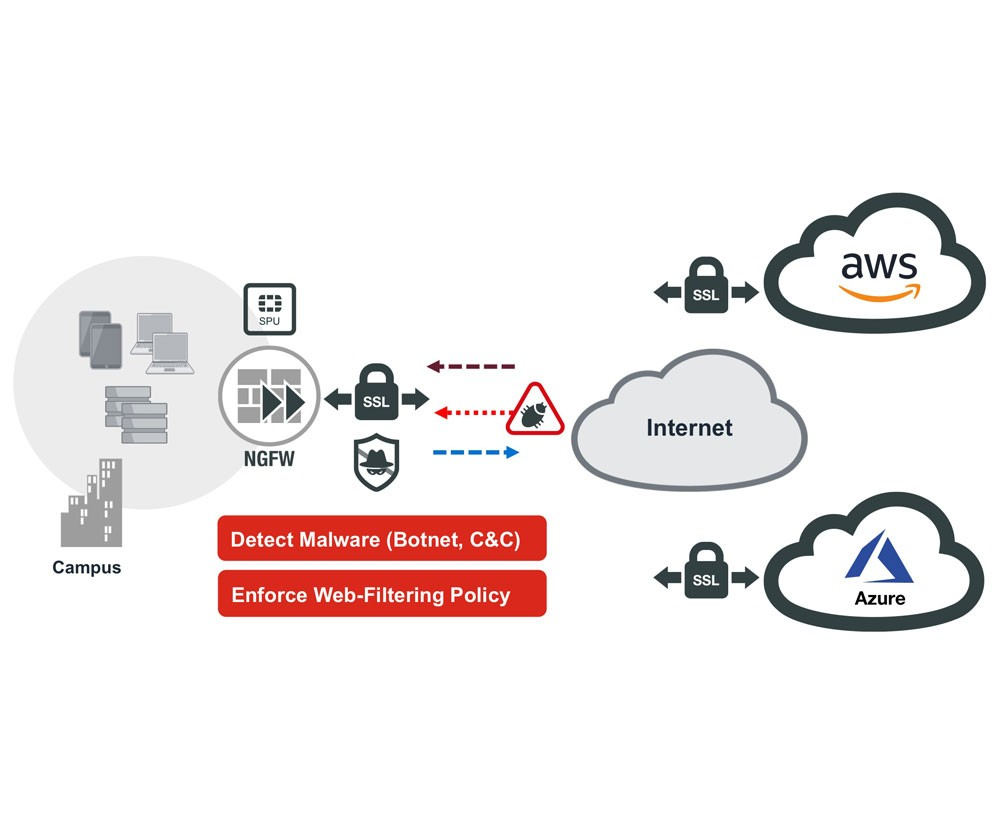 aws
SSL
SPU
SSL
Internet
NGFW
Detect Malware (Botnet, C&C)
Campus
SSL
Enforce Web-Filtering Policy
Azure